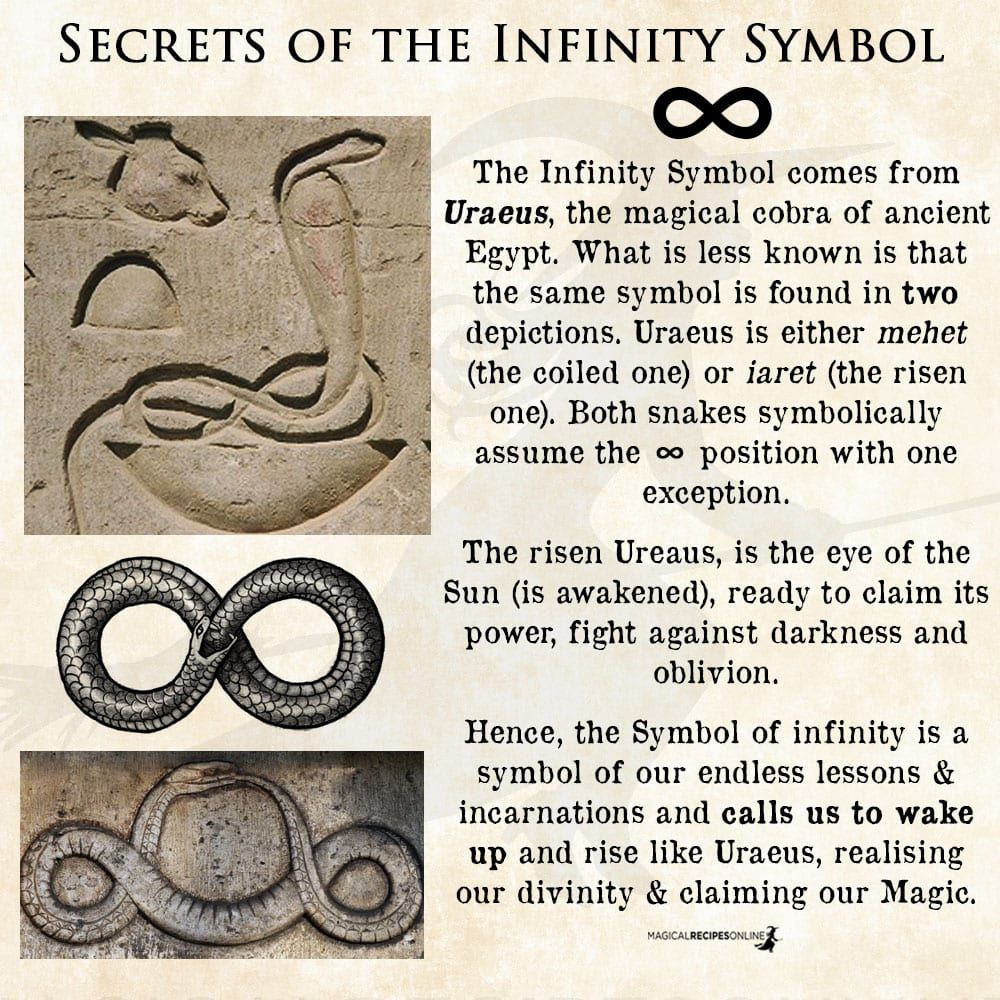 Secrets of the Infinity Symbol
∞
The Infinity Symbol comes from
Uraeus, the magical cobra of ancient
Egypt. What is less known is that
the same symbol is found in two
depictions. Uraeus is either mehet
(the coiled one) or iaret (the risen
one). Both snakes symbolically
assume the ∞ position with one
exception.
The risen Ureaus, is the eye of the
Sun (is awakened), ready to claim its
power, fight against darkness and
oblivion.
Hence, the Symbol of infinity is a
symbol of our endless lessons &
incarnations and calls us to wake
up and rise like Uraeus, realising
our divinity & claiming our Magic.
MAGICALRECIPESONLINE